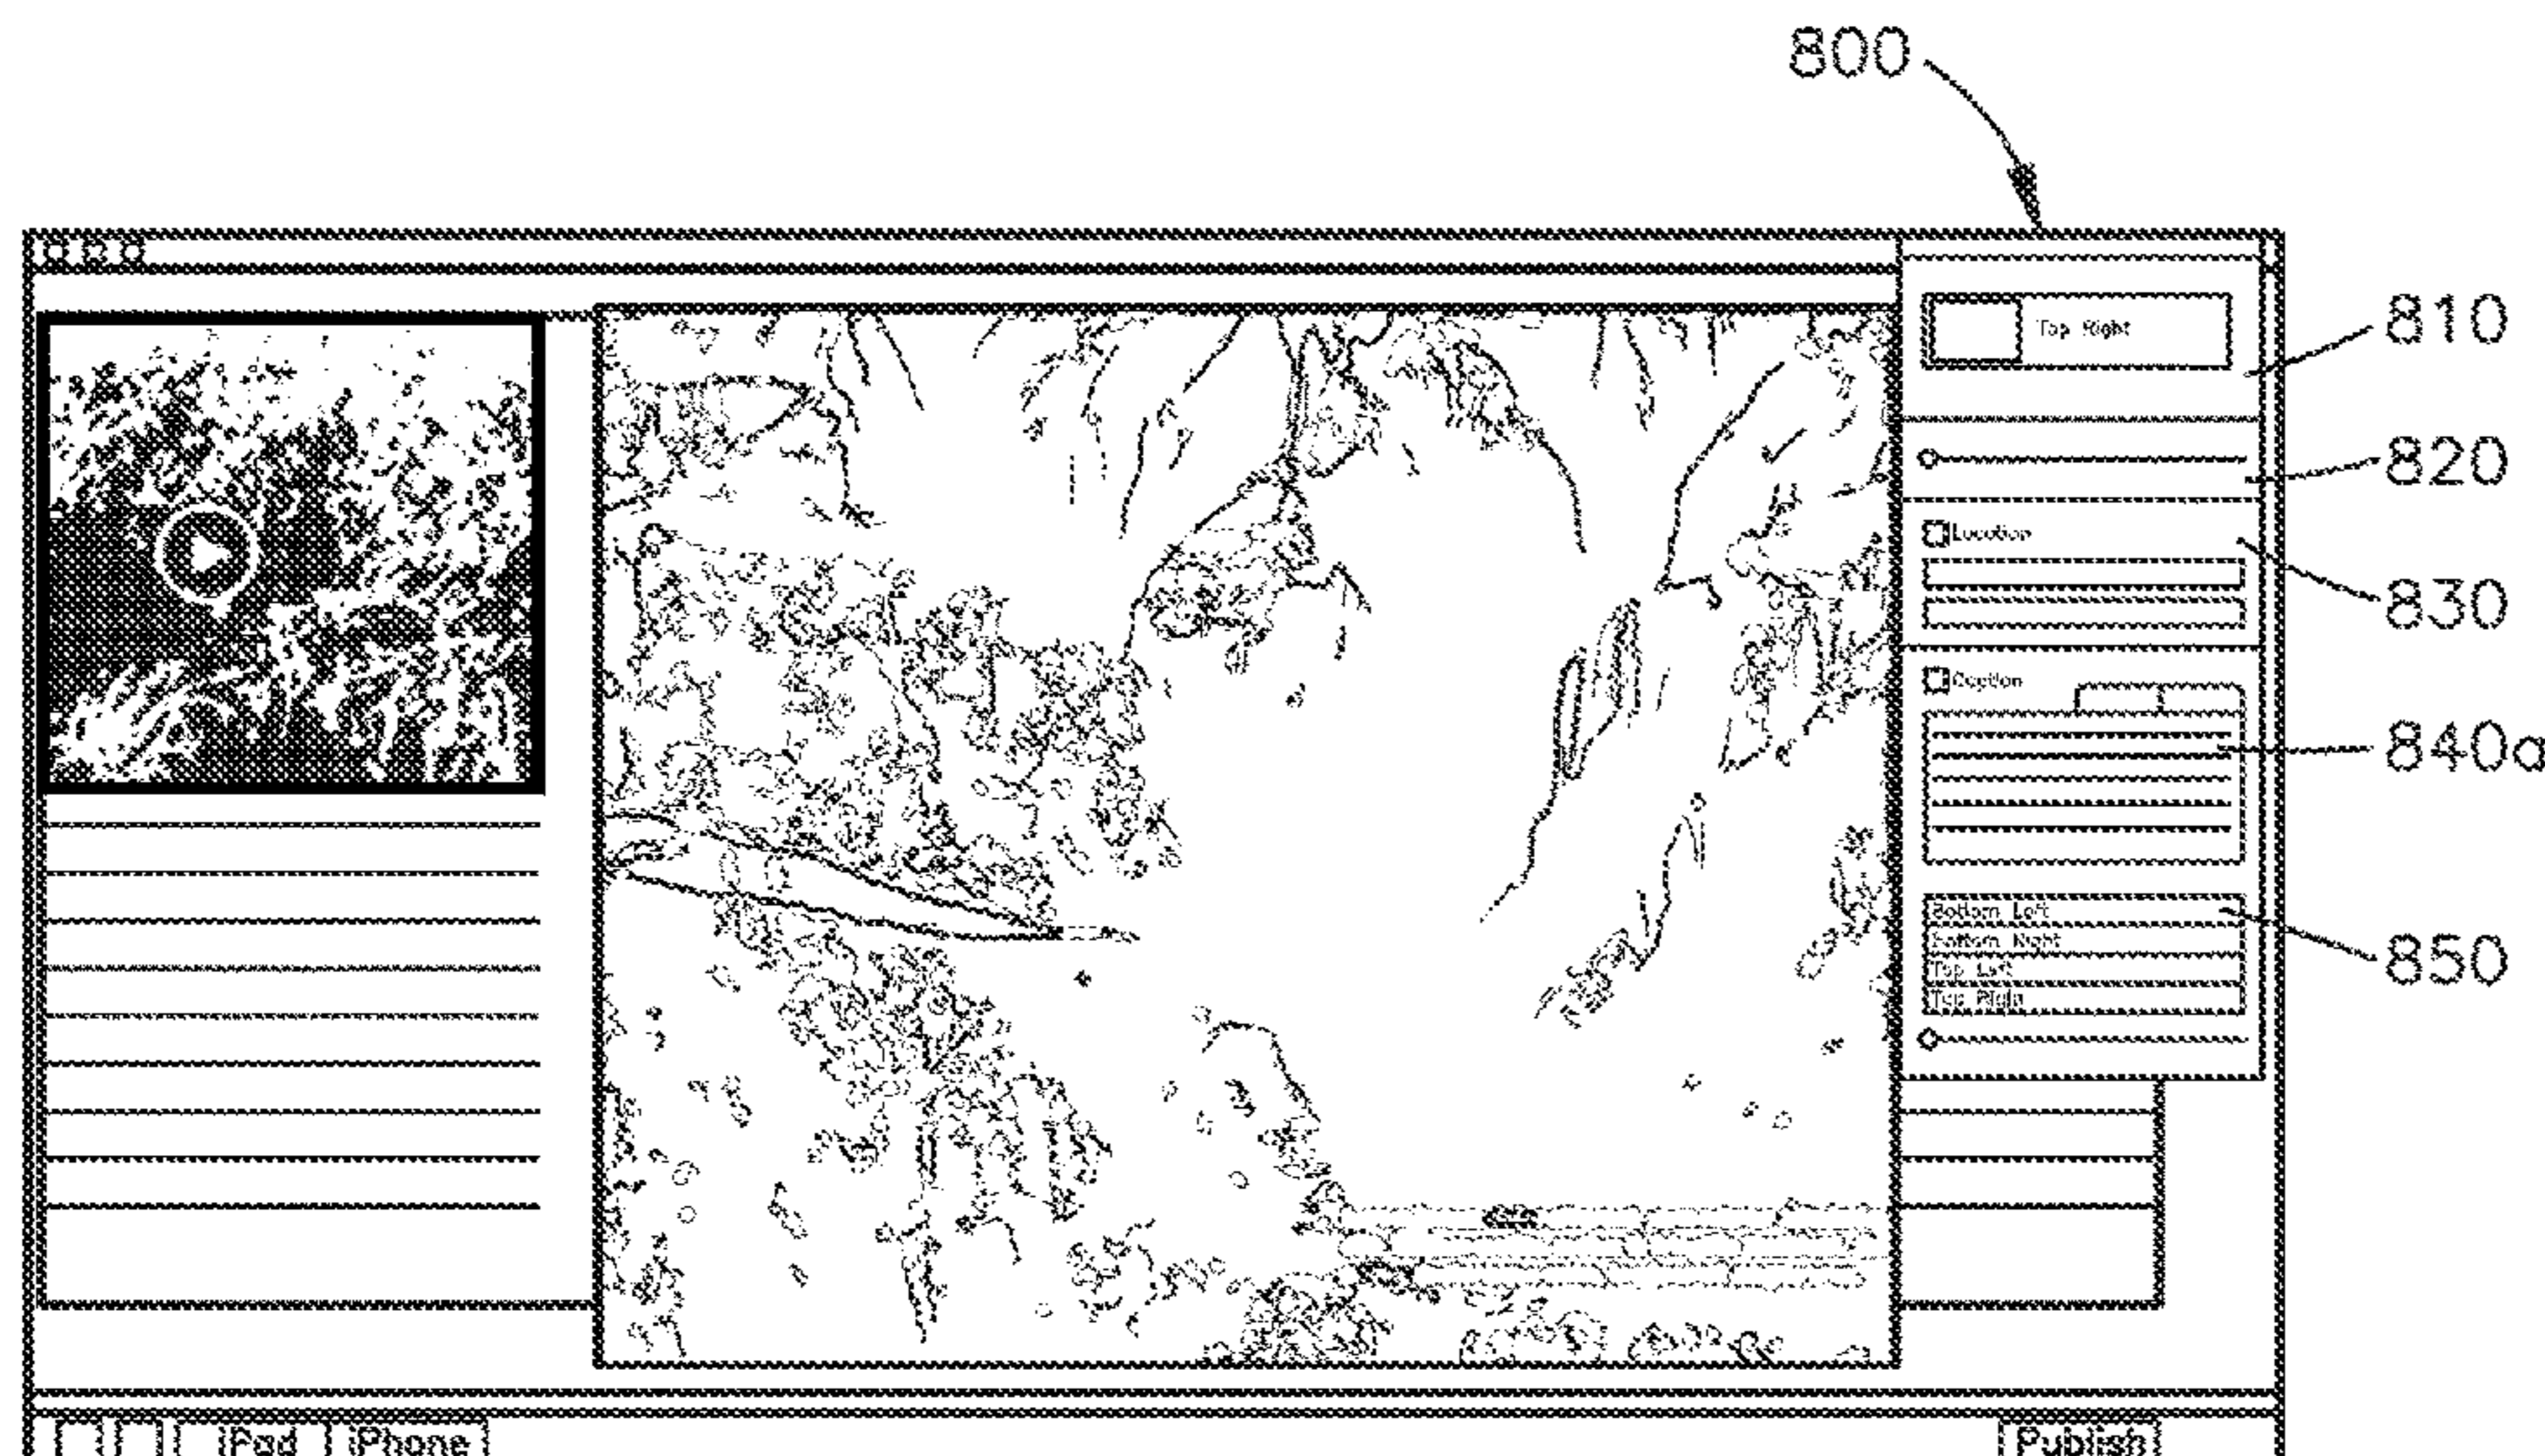 800
Top Right
810
820
Location
830
Caption
840a
Bottom Left
Bottom Right
Top Left
Top Right
850
iPad iPhone
Publish